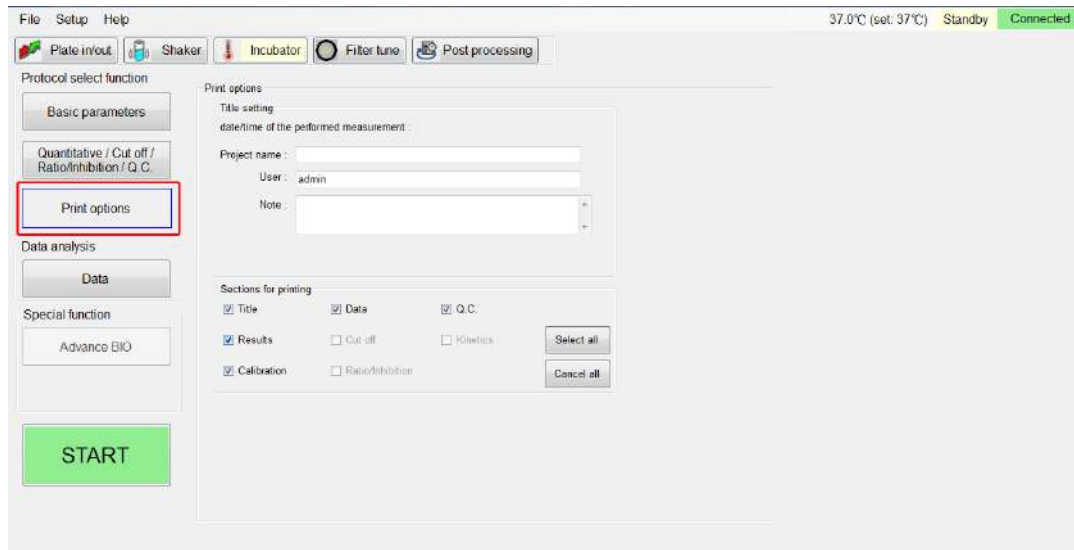 File Setup Help
37.0℃ (set: 37℃) Standby Connected
Plate in/out Shaker Incubator Filter tune Post processing
Protocol select function
Basic parameters
Quantitative / Cut off /
Ratio/Inhibition / Q.C.
Print options
Data analysis
Data
Special function
Advance BIO
START
Print options
Title setting
date/time of the performed measurement :
Project name :
User : admin
Note :
Sections for printing
Title Data Q.C.
Results Cut off Kinetics Select all
Calibration Ratio/Inhibition Cancel all